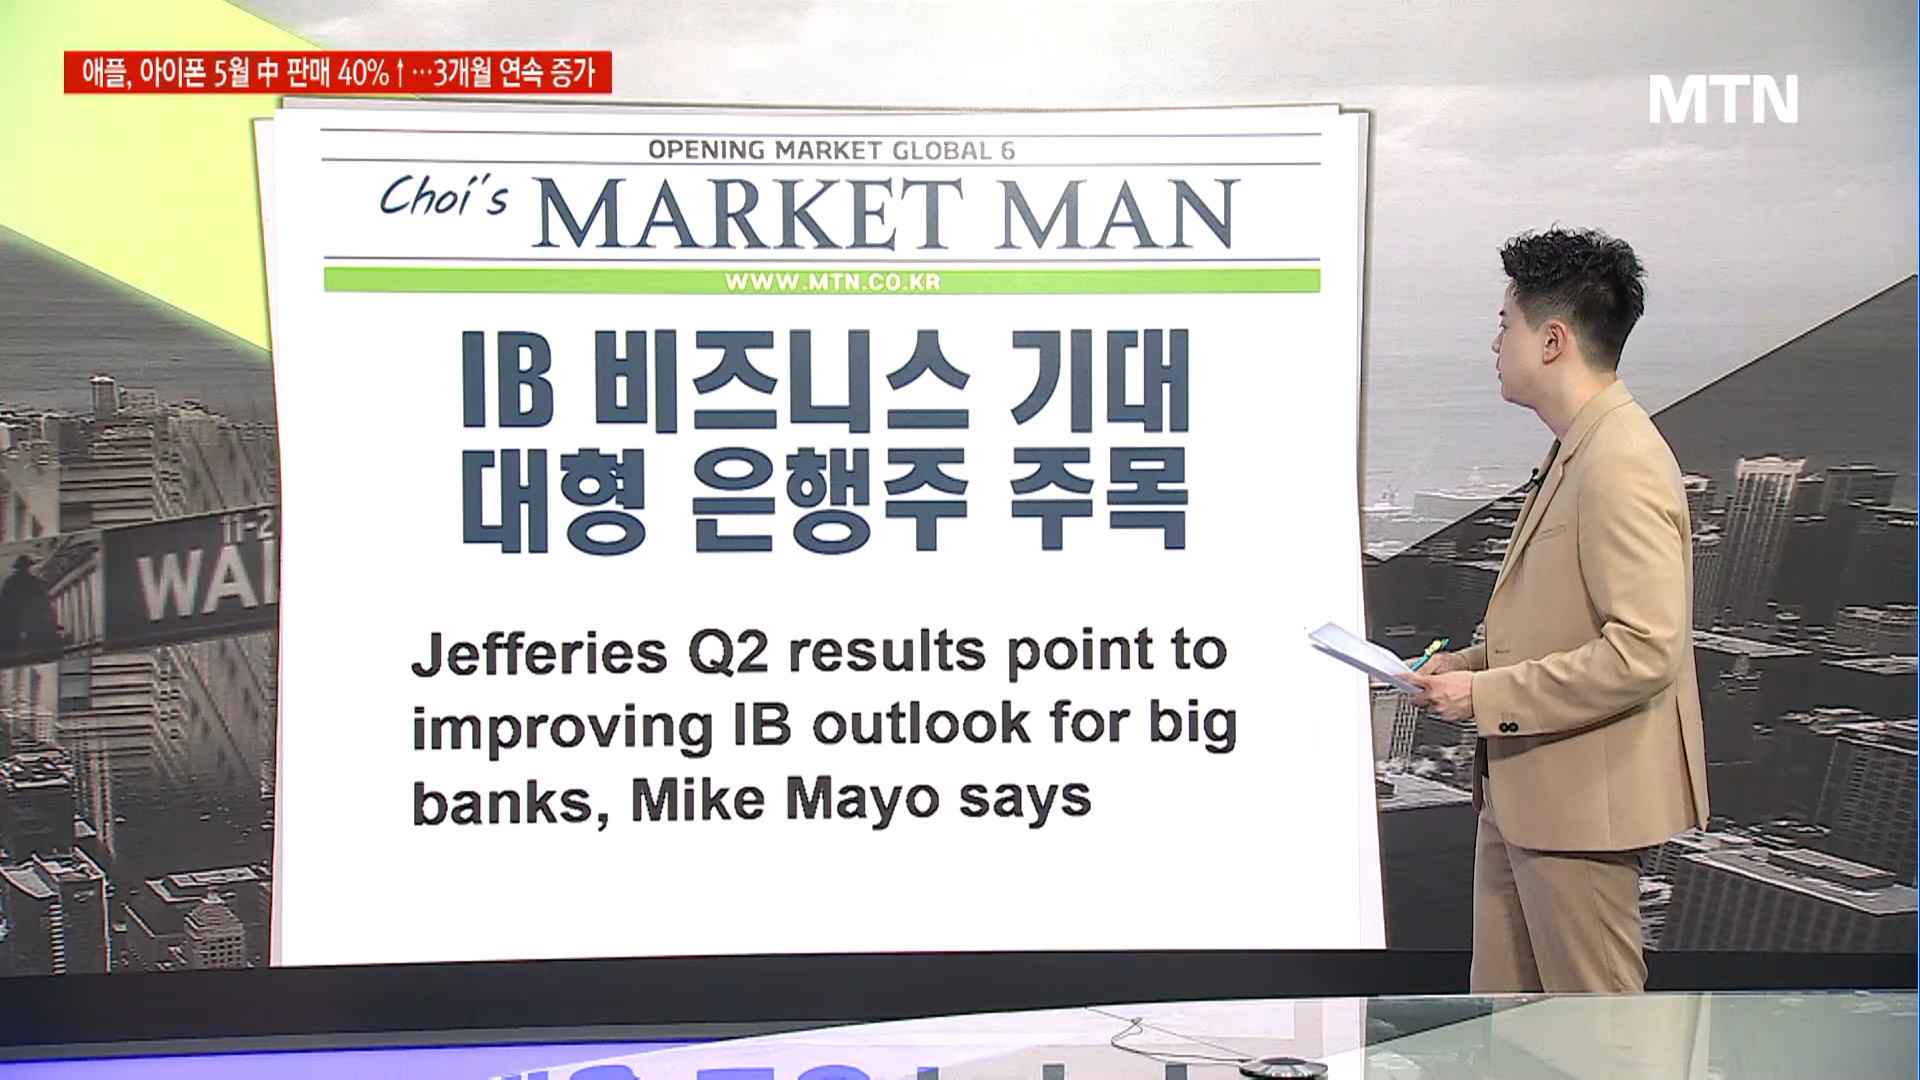 애플, 아이폰 5월 中 판매 40%↑…3개월 연속 증가
MTN
OPENING MARKET GLOBAL 6
Choi's MARKET MAN
WWW.MTN.CO.KR
IB 비즈니스 기대
대형 은행주 주목
Jefferies Q2 results point to
improving IB outlook for big
banks, Mike Mayo says
11-2
WAL